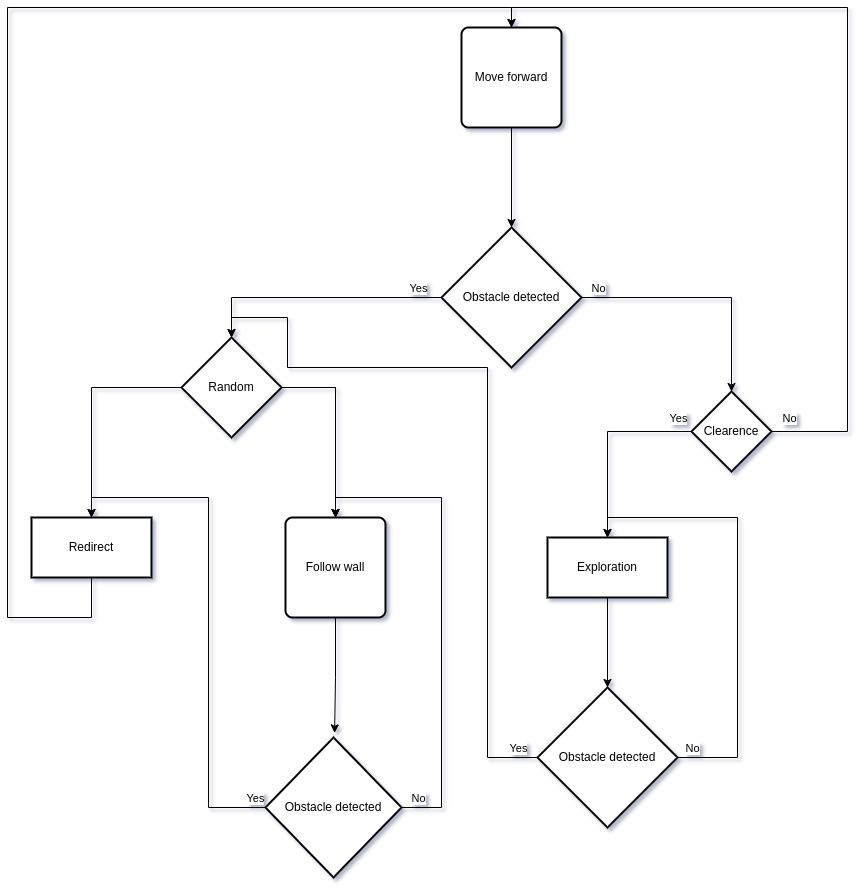 Move forward
Yes
Obstacle detected
No
Random
Yes
Clearence
No
Redirect
Follow wall
Exploration
Yes
Obstacle detected
No
Yes
Obstacle detected
No